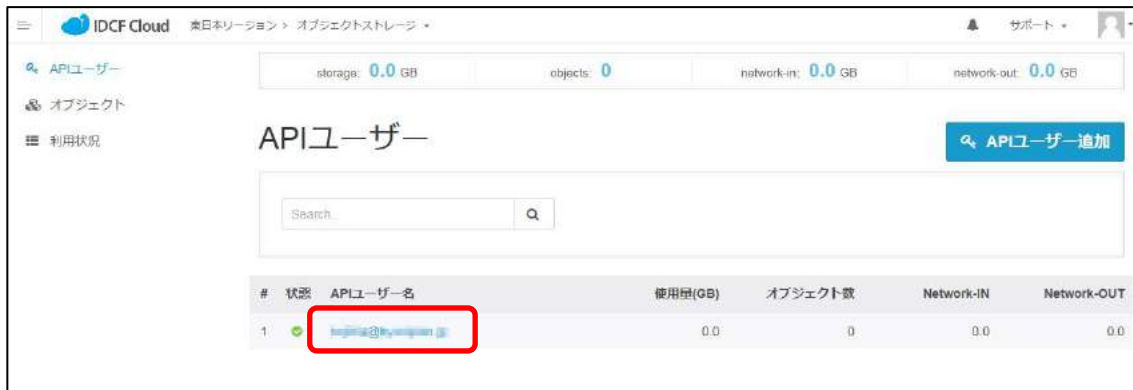 IDCF Cloud 東日本リージョン > オブジェクトストレージ サポート
APIユーザー
オブジェクト
利用状況
storage: 0.0 GB objects: 0 network-in: 0.0 GB network-out: 0.0 GB
APIユーザー
APIユーザー追加
Search...
# 状態 APIユーザー名 使用量(GB) オブジェクト数 Network-IN Network-OUT
1 0.0 0 0.0 0.0